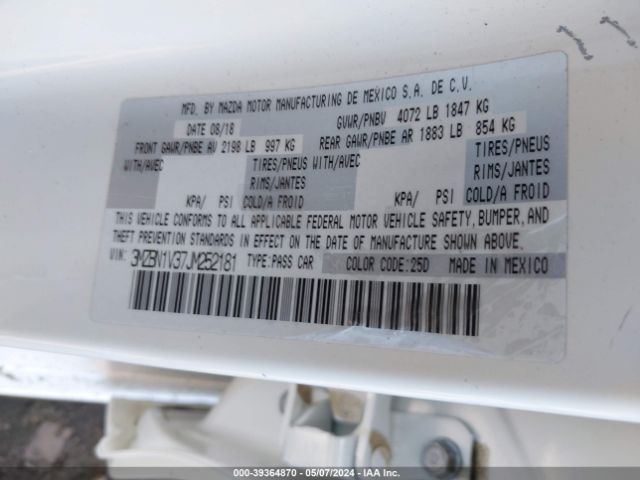 MFD. BY MAZDA MOTOR MANUFACTURING DE MEXICO S.A. DE C.V.
DATE 08/18 GVWR/PNBV 4072 LB 1847 KG
FRONT GAWR/PNBE AV 2198 LB 997 KG REAR GAWR/PNBE AR 1883 LB 854 KG
WITH/AVEC TIRES/PNEUS WITH/AVEC TIRES/PNEUS
RIMS/JANTES RIMS/JANTES
KPA/ PSI COLD/A FROID KPA/ PSI COLD/A FROID
THIS VEHICLE CONFORMS TO ALL APPLICABLE FEDERAL MOTOR VEHICLE SAFETY, BUMPER, AND
THEFT PREVENTION STANDARDS IN EFFECT ON THE DATE OF MANUFACTURE SHOWN ABOVE.
VIN: 3MZBN1V37JM252181 TYPE:PASS CAR COLOR CODE:25D MADE IN MEXICO
000-39364870 - 05/07/2024 - IAA Inc.